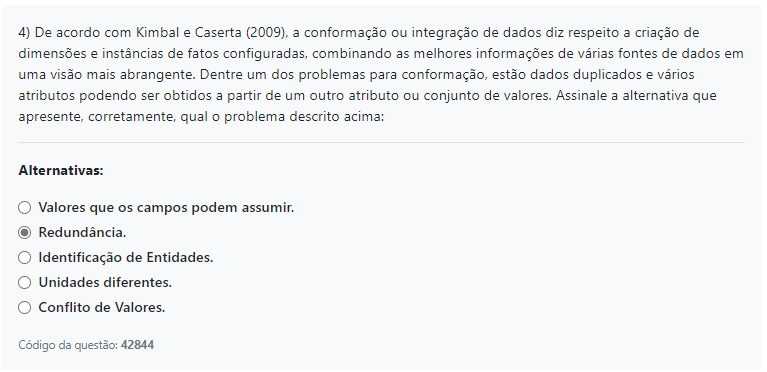 4) De acordo com Kimbal e Caserta (2009), a conformação ou integração de dados diz respeito a criação de
dimensões e instâncias de fatos configuradas, combinando as melhores informações de várias fontes de dados em
uma visão mais abrangente. Dentre um dos problemas para conformação, estão dados duplicados e vários
atributos podendo ser obtidos a partir de um outro atributo ou conjunto de valores. Assinale a alternativa que
apresente, corretamente, qual o problema descrito acima:
Alternativas:
Valores que os campos podem assumir.
Redundância.
Identificação de Entidades.
Unidades diferentes.
Conflito de Valores.
Código da questão: 42844